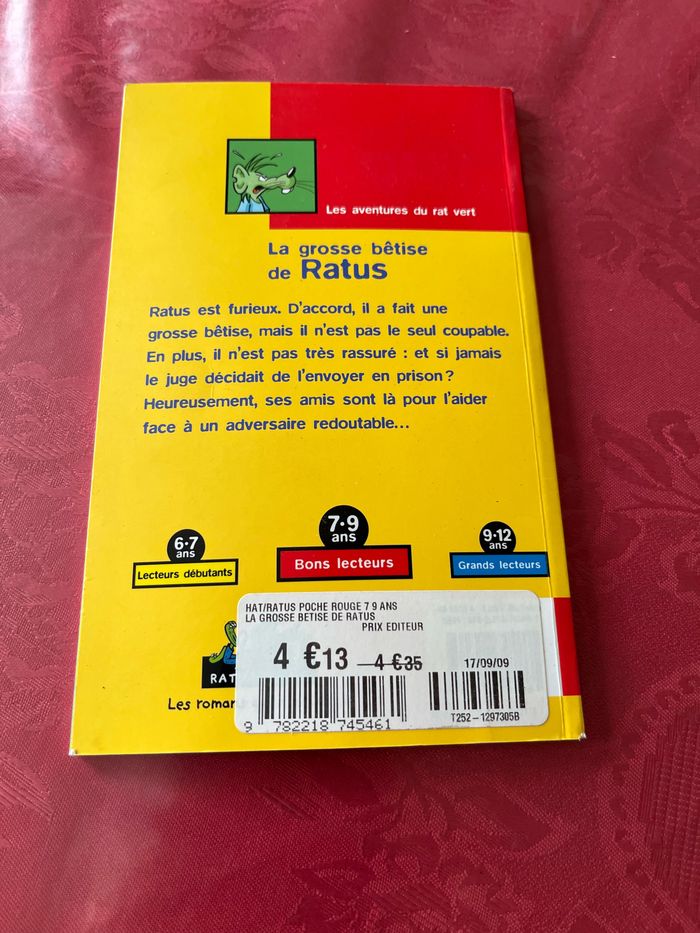 Les aventures du rat vert
La grosse bêtise
de Ratus
Ratus est furieux. D'accord, il a fait une
grosse bêtise, mais il n'est pas le seul coupable.
En plus, il n'est pas très rassuré : et si jamais
le juge décidait de l'envoyer en prison ?
Heureusement, ses amis sont là pour l'aider
face à un adversaire redoutable...
6•7
ans
Lecteurs débutants
7•9
ans
Bons lecteurs
9•12
ans
Grands lecteurs
HAT/RATUS POCHE ROUGE 7 9 ANS
LA GROSSE BETISE DE RATUS
PRIX EDITEUR
4 €13 4 €35
17/09/09
9 782218 745461
T252-1297305B
RAT
Les roman